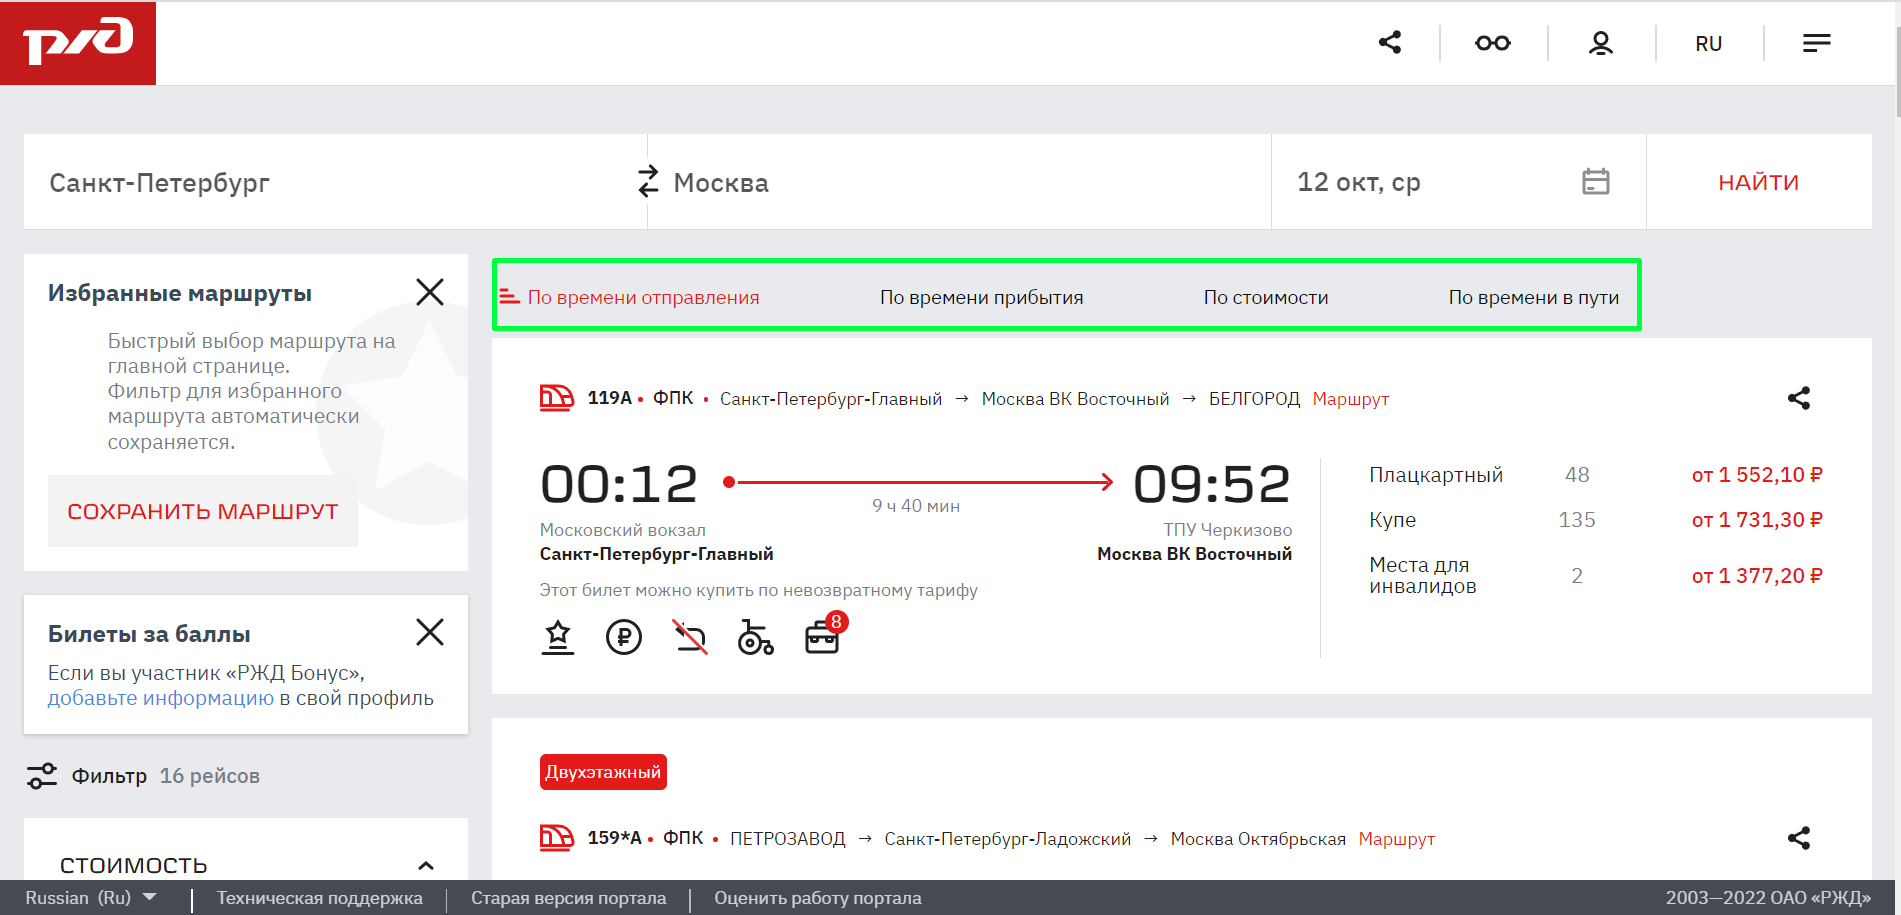 РЖД
RU
Санкт-Петербург
Москва
12 окт, ср
НАЙТИ
Избранные маршруты
Быстрый выбор маршрута на
главной странице.
Фильтр для избранного
маршрута автоматически
сохраняется.
СОХРАНИТЬ МАРШРУТ
Билеты за баллы
Если вы участник «РЖД Бонус»,
добавьте информацию в свой профиль
Фильтр 16 рейсов
СТОИМОСТЬ
По времени отправления
По времени прибытия
По стоимости
По времени в пути
119А • ФПК • Санкт-Петербург-Главный → Москва ВК Восточный → БЕЛГОРОД Маршрут
00:12
9 ч 40 мин
09:52
Московский вокзал
ТПУ Черкизово
Санкт-Петербург-Главный
Москва ВК Восточный
Этот билет можно купить по невозвратному тарифу
8
Плацкартный 48 от 1 552,10 ₽
Купе 135 от 1 731,30 ₽
Места для
инвалидов 2 от 1 377,20 ₽
Двухэтажный
159*А • ФПК • ПЕТРОЗАВОД → Санкт-Петербург-Ладожский → Москва Октябрьская Маршрут
Russian (Ru)
Техническая поддержка
Старая версия портала
Оценить работу портала
2003—2022 ОАО «РЖД»